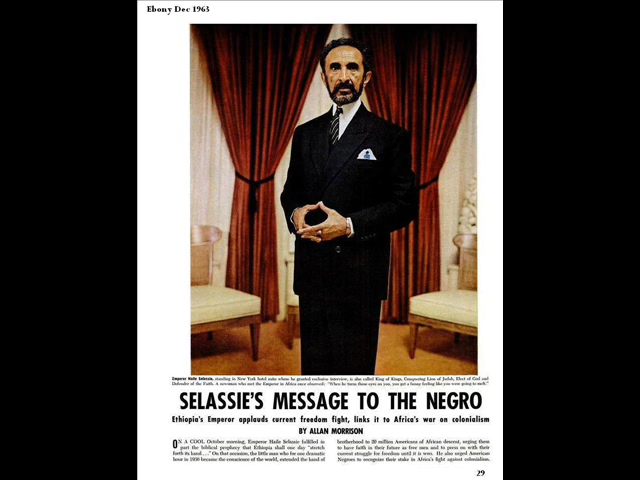 Ebony Dec 1963
Emperor Haile Selassie, standing in New York hotel suite where he granted exclusive interview, is also called King of Kings, Conquering Lion of Judah, Elect of God and
Defender of the Faith. A newsman who met the Emperor in Africa once observed: "When he turns those eyes on you, you get a funny feeling like you were going to melt."
SELASSIE'S MESSAGE TO THE NEGRO
Ethiopia's Emperor applauds current freedom fight, links it to Africa's war on colonialism
BY ALLAN MORRISON
ON A COOL October morning, Emperor Haile Selassie fulfilled in
part the biblical prophecy that Ethiopia shall one day "stretch
forth its hand . . ." On that occasion, the little man who for one dramatic
hour in 1936 became the conscience of the world, extended the hand of
brotherhood to 20 million Americans of African descent, urging them
to have faith in their future as free men and to press on with their
current struggle for freedom until it is won. He also urged American
Negroes to recognize their stake in Africa's fight against colonialism.
29